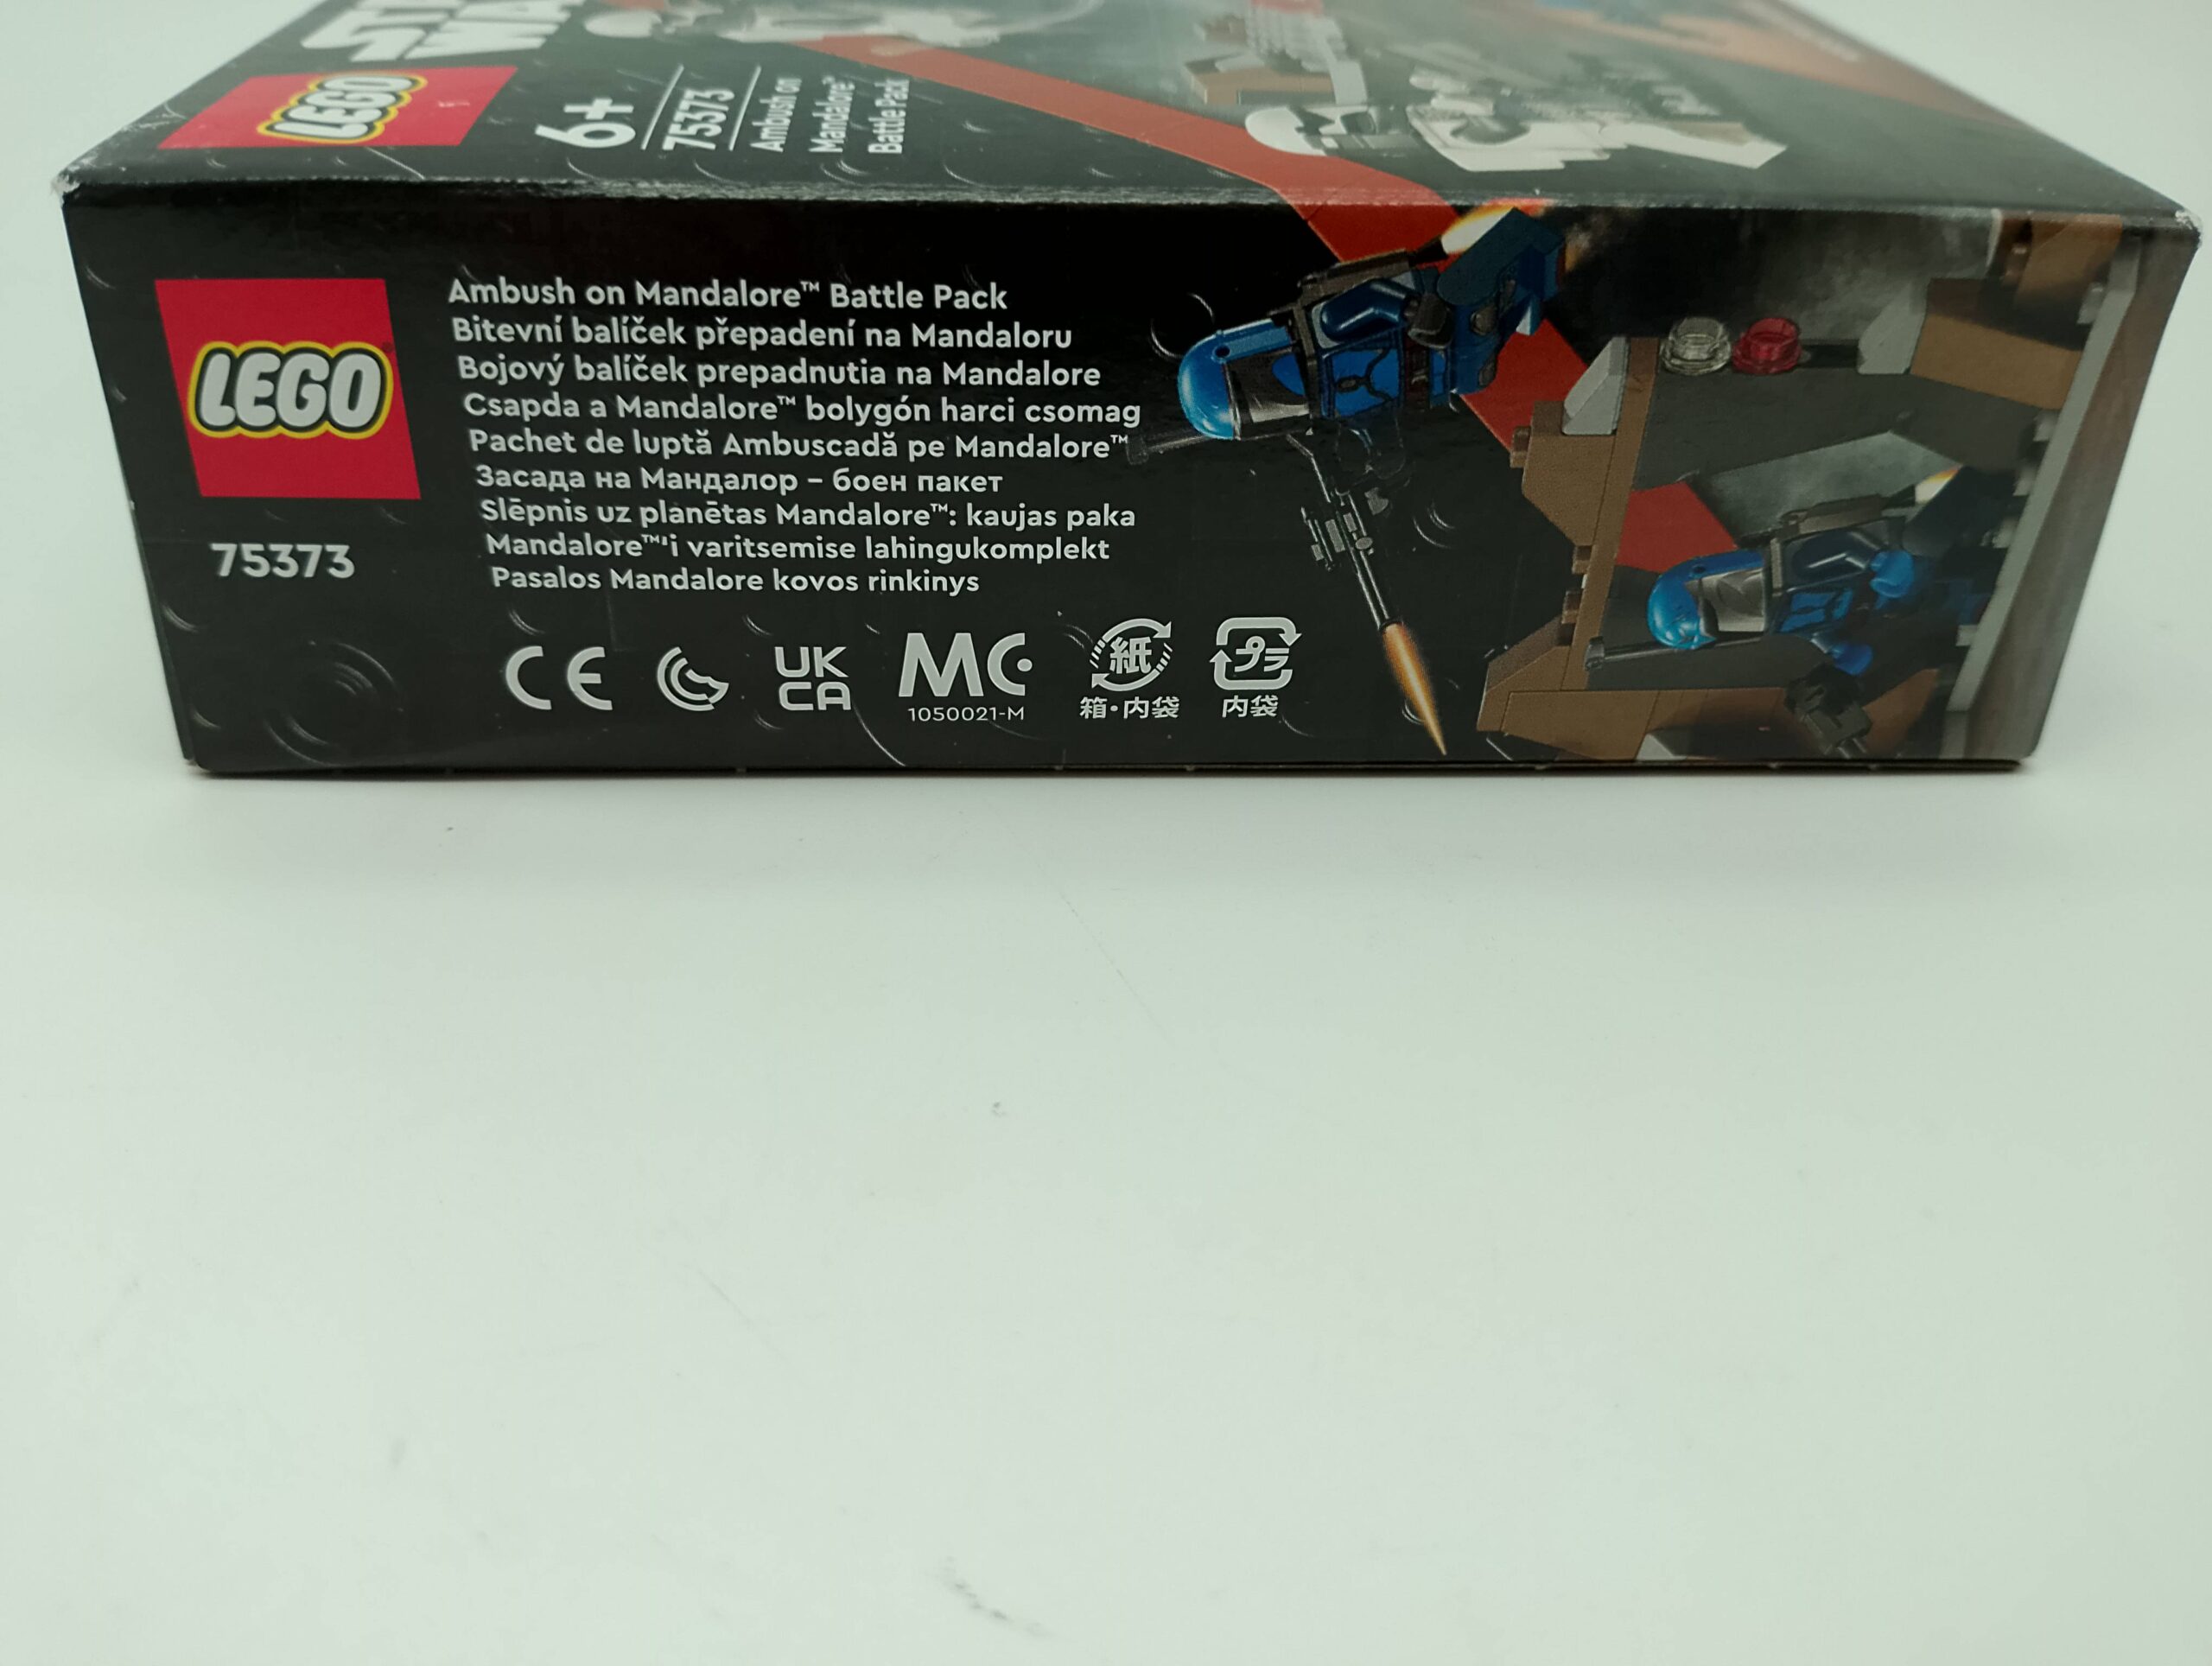 LEGO
6+
75373
Ambush on
Mandalore™
Battle Pack
LEGO
75373
Ambush on Mandalore™ Battle Pack
Bitevní balíček přepadení na Mandaloru
Bojový balíček prepadnutia na Mandalore
Csapda a Mandalore™ bolygón harci csomag
Pachet de luptă Ambuscadă pe Mandalore™
Засада на Мандалор – боен пакет
Slēpnis uz planētas Mandalore™: kaujas paka
Mandalore™'i varitsemise lahingukomplekt
Pasalos Mandalore kovos rinkinys
CE UK CA MC
1050021-M
紙
箱・内袋
プラ
内袋